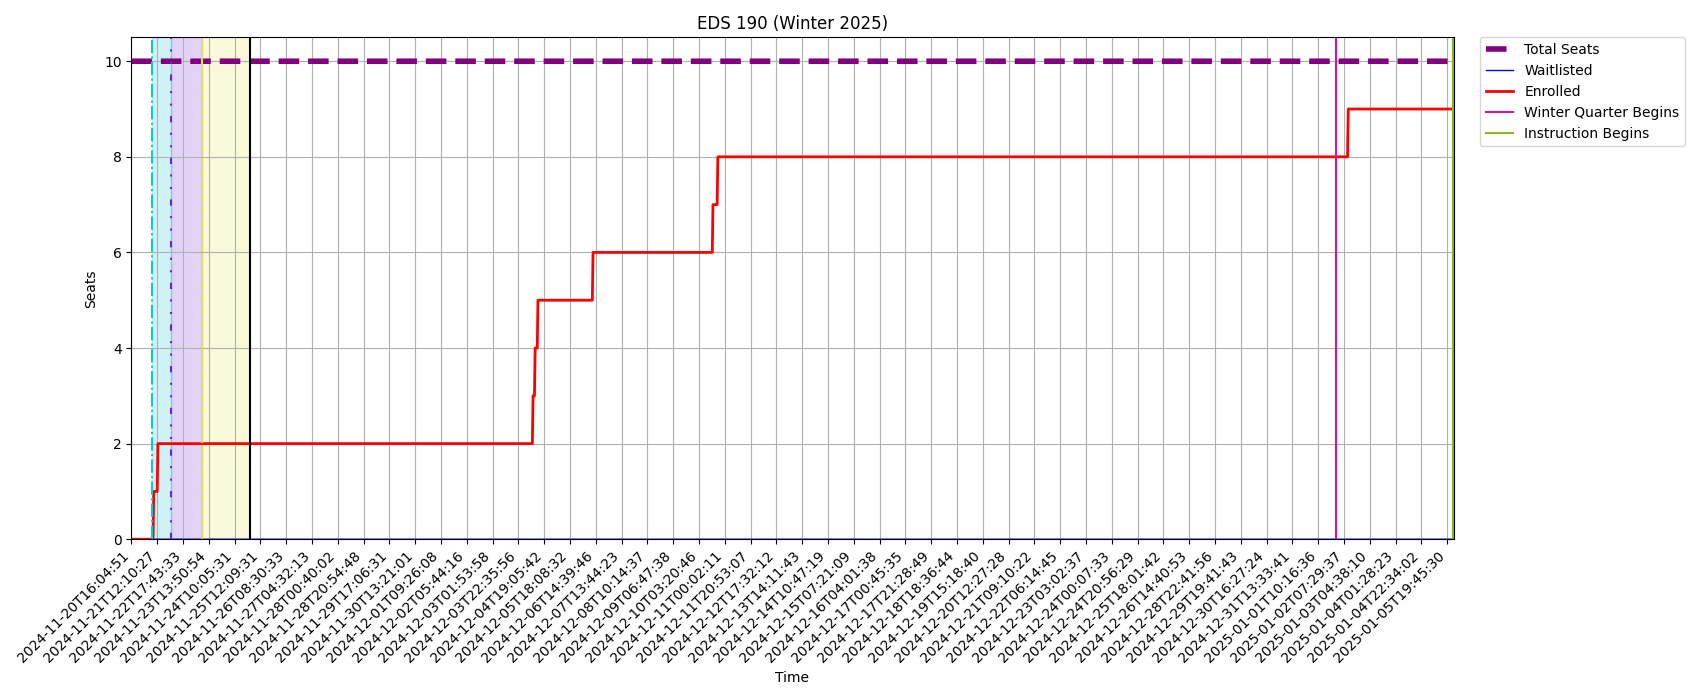 EDS 190 (Winter 2025)
Total Seats
Waitlisted
Enrolled
Winter Quarter Begins
Instruction Begins
Seats
10
8
6
4
2
0
2024-11-20T16:04:51
2024-11-21T12:10:27
2024-11-22T17:43:33
2024-11-23T13:50:54
2024-11-24T10:05:31
2024-11-25T12:09:31
2024-11-26T08:30:33
2024-11-27T04:32:13
2024-11-28T00:40:02
2024-11-28T20:54:48
2024-11-29T17:06:31
2024-11-30T13:21:01
2024-12-01T09:26:08
2024-12-02T05:44:16
2024-12-03T01:53:58
2024-12-03T22:35:56
2024-12-04T19:05:42
2024-12-05T18:08:32
2024-12-06T14:39:46
2024-12-07T13:44:23
2024-12-08T10:14:37
2024-12-09T06:47:38
2024-12-10T03:20:46
2024-12-11T00:02:11
2024-12-11T20:53:07
2024-12-12T17:32:12
2024-12-13T14:11:43
2024-12-14T10:47:19
2024-12-15T07:21:09
2024-12-16T04:01:38
2024-12-17T00:45:35
2024-12-17T21:28:49
2024-12-18T18:36:44
2024-12-19T15:18:40
2024-12-20T12:27:28
2024-12-21T09:10:22
2024-12-22T06:14:45
2024-12-23T03:02:37
2024-12-24T00:07:33
2024-12-24T20:56:29
2024-12-25T18:01:42
2024-12-26T14:40:53
2024-12-28T22:41:56
2024-12-29T19:41:43
2024-12-30T16:27:24
2024-12-31T13:33:41
2025-01-01T10:16:36
2025-01-02T07:29:37
2025-01-03T04:38:10
2025-01-04T01:28:23
2025-01-04T22:34:02
2025-01-05T19:45:30
Time